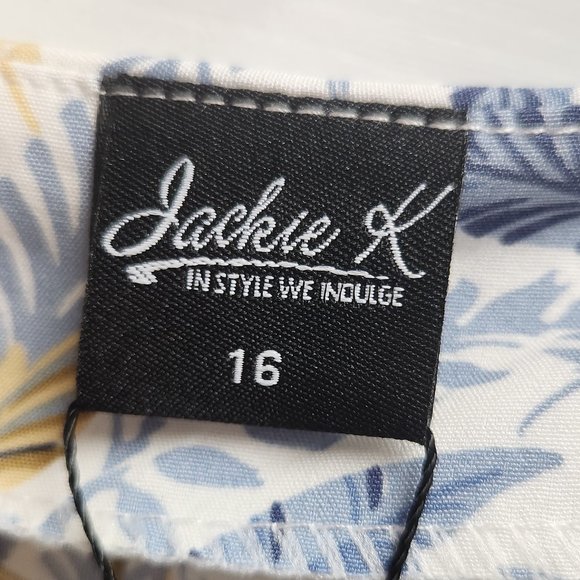 Jackie K
IN STYLE WE INDULGE
16